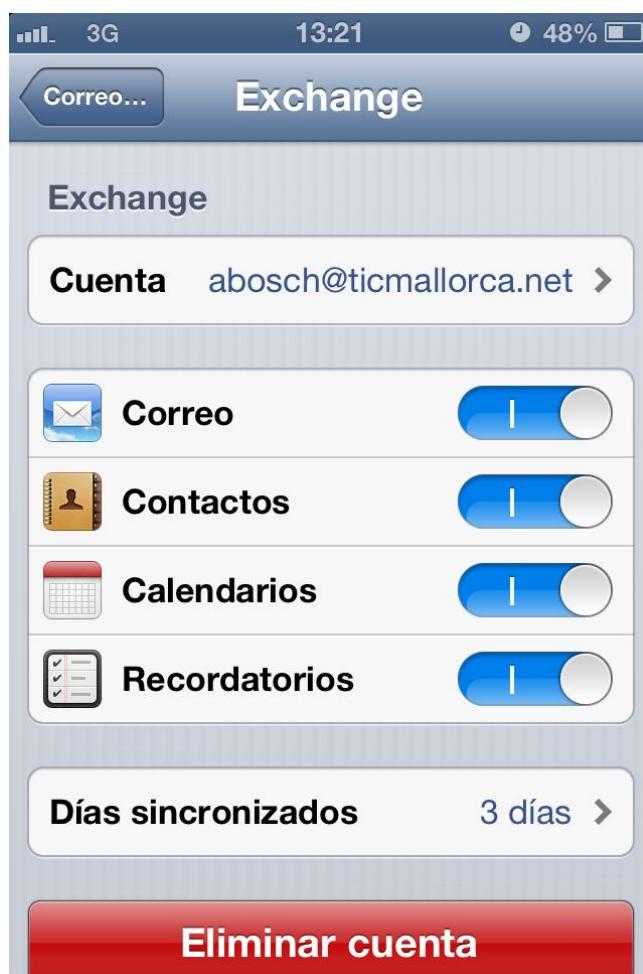 3G 13:21 48%
Correo... Exchange
Exchange
Cuenta abosch@ticmallorca.net
Correo
Contactos
Calendarios
Recordatorios
Días sincronizados 3 días
Eliminar cuenta